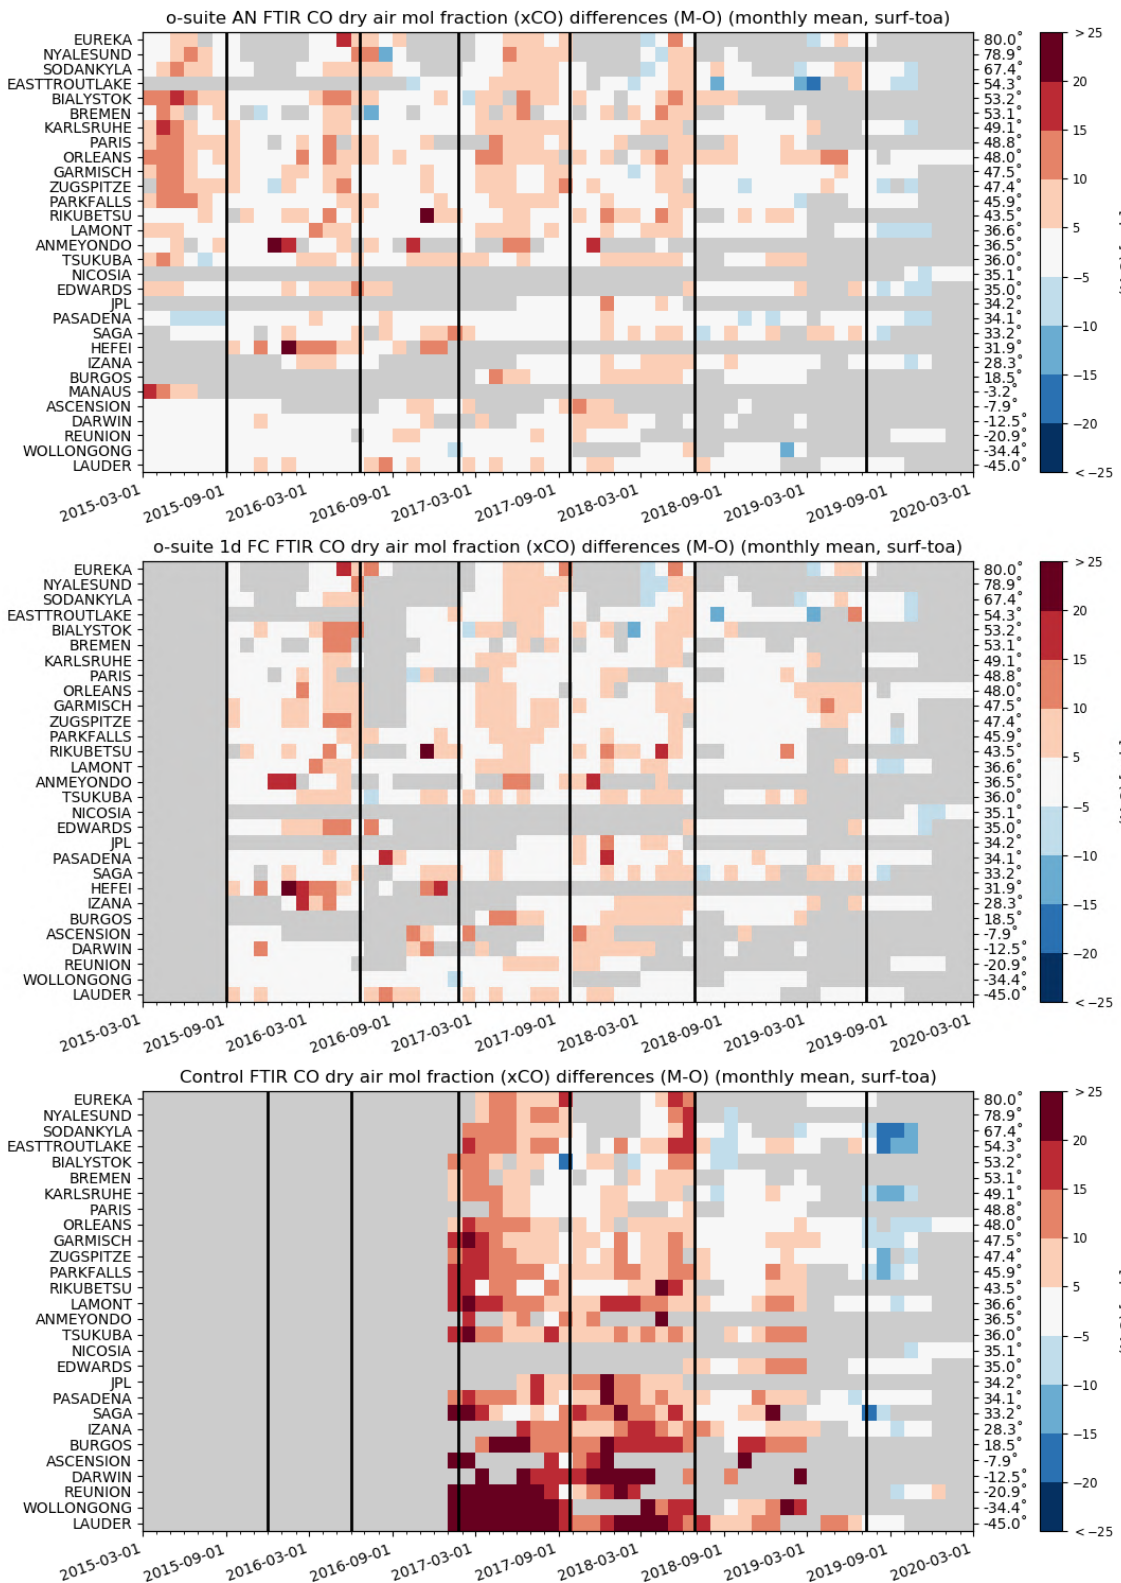 o-suite AN FTIR CO dry air mol fraction (xCO) differences (M-O) (monthly mean, surf-toa)
EUREKA 80.0°
NYALESUND 78.9°
SODANKYLA 67.4°
EASTTROUTLAKE 54.3°
BIALYSTOK 53.2°
BREMEN 53.1°
KARLSRUHE 49.1°
PARIS 48.8°
ORLEANS 48.0°
GARMISCH 47.5°
ZUGSPITZE 47.4°
PARKFALLS 45.9°
RIKUBETSU 43.5°
LAMONT 36.6°
ANMEYONDO 36.5°
TSUKUBA 36.0°
NICOSIA 35.1°
EDWARDS 35.0°
JPL 34.2°
PASADENA 34.1°
SAGA 33.2°
HEFEI 31.9°
IZANA 28.3°
BURGOS 18.5°
MANAUS -3.2°
ASCENSION -7.9°
DARWIN -12.5°
REUNION -20.9°
WOLLONGONG -34.4°
LAUDER -45.0°
2015-03-01 2015-09-01 2016-03-01 2016-09-01 2017-03-01 2017-09-01 2018-03-01 2018-09-01 2019-03-01 2019-09-01 2020-03-01
> 25
20
15
10
5
−5
−10
−15
−20
< −25
o-suite 1d FC FTIR CO dry air mol fraction (xCO) differences (M-O) (monthly mean, surf-toa)
EUREKA 80.0°
NYALESUND 78.9°
SODANKYLA 67.4°
EASTTROUTLAKE 54.3°
BIALYSTOK 53.2°
BREMEN 53.1°
KARLSRUHE 49.1°
PARIS 48.8°
ORLEANS 48.0°
GARMISCH 47.5°
ZUGSPITZE 47.4°
PARKFALLS 45.9°
RIKUBETSU 43.5°
LAMONT 36.6°
ANMEYONDO 36.5°
TSUKUBA 36.0°
NICOSIA 35.1°
EDWARDS 35.0°
JPL 34.2°
PASADENA 34.1°
SAGA 33.2°
HEFEI 31.9°
IZANA 28.3°
BURGOS 18.5°
ASCENSION -7.9°
DARWIN -12.5°
REUNION -20.9°
WOLLONGONG -34.4°
LAUDER -45.0°
2015-03-01 2015-09-01 2016-03-01 2016-09-01 2017-03-01 2017-09-01 2018-03-01 2018-09-01 2019-03-01 2019-09-01 2020-03-01
> 25
20
15
10
5
−5
−10
−15
−20
< −25
Control FTIR CO dry air mol fraction (xCO) differences (M-O) (monthly mean, surf-toa)
EUREKA 80.0°
NYALESUND 78.9°
SODANKYLA 67.4°
EASTTROUTLAKE 54.3°
BIALYSTOK 53.2°
BREMEN 53.1°
KARLSRUHE 49.1°
PARIS 48.8°
ORLEANS 48.0°
GARMISCH 47.5°
ZUGSPITZE 47.4°
PARKFALLS 45.9°
RIKUBETSU 43.5°
LAMONT 36.6°
ANMEYONDO 36.5°
TSUKUBA 36.0°
NICOSIA 35.1°
EDWARDS 35.0°
JPL 34.2°
PASADENA 34.1°
SAGA 33.2°
IZANA 28.3°
BURGOS 18.5°
ASCENSION -7.9°
DARWIN -12.5°
REUNION -20.9°
WOLLONGONG -34.4°
LAUDER -45.0°
2015-03-01 2015-09-01 2016-03-01 2016-09-01 2017-03-01 2017-09-01 2018-03-01 2018-09-01 2019-03-01 2019-09-01 2020-03-01
> 25
20
15
10
5
−5
−10
−15
−20
< −25